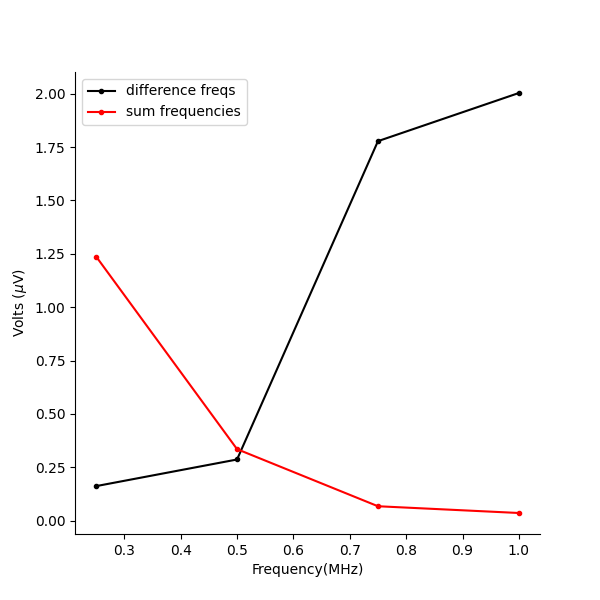 difference freqs
sum frequencies
2.00
1.75
1.50
1.25
1.00
0.75
0.50
0.25
0.00
Volts (μV)
0.3 0.4 0.5 0.6 0.7 0.8 0.9 1.0
Frequency(MHz)